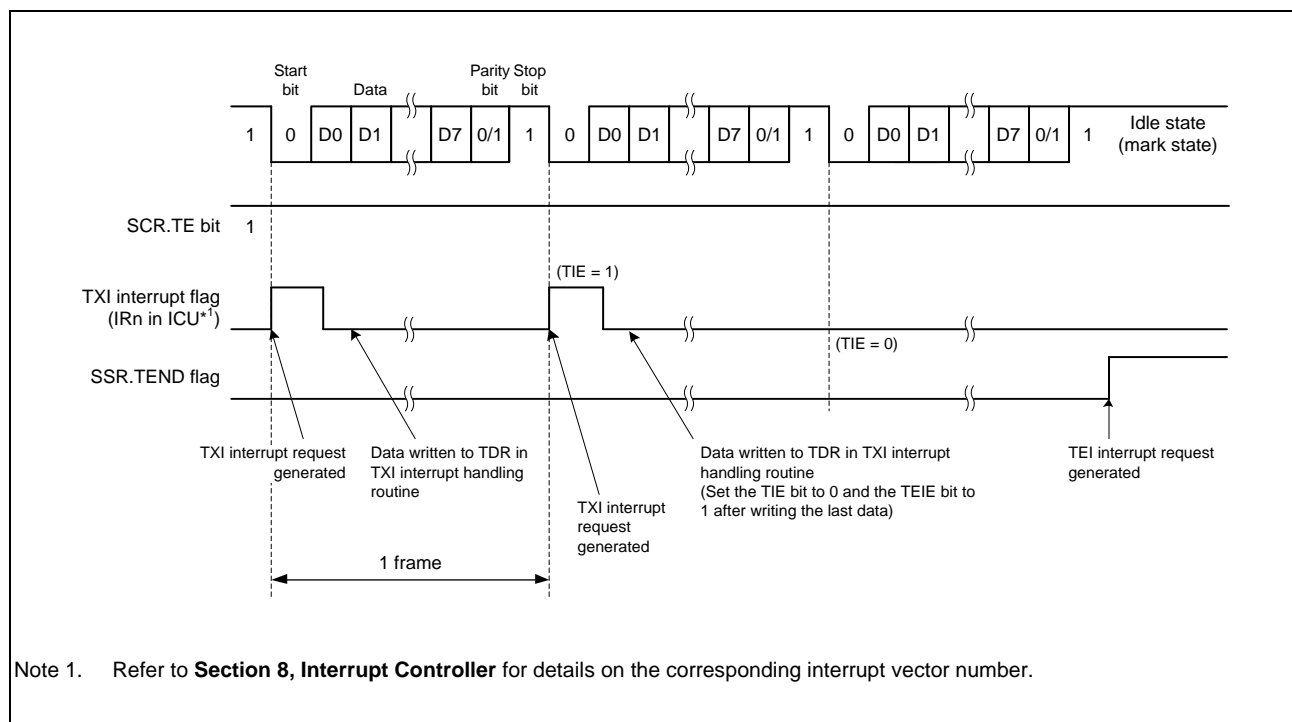 Start bit
Data
Parity bit
Stop bit
1 0 D0 D1 D7 0/1 1 0 D0 D1 D7 0/1 1 0 D0 D1 D7 0/1 1
Idle state
(mark state)
SCR.TE bit 1
(TIE = 1)
TXI interrupt flag
(IRn in ICU*1)
(TIE = 0)
SSR.TEND flag
TXI interrupt request
generated
Data written to TDR in
TXI interrupt handling
routine
TXI interrupt
request
generated
Data written to TDR in TXI interrupt
handling routine
(Set the TIE bit to 0 and the TEIE bit to
1 after writing the last data)
TEI interrupt request
generated
1 frame
Note 1. Refer to Section 8, Interrupt Controller for details on the corresponding interrupt vector number.